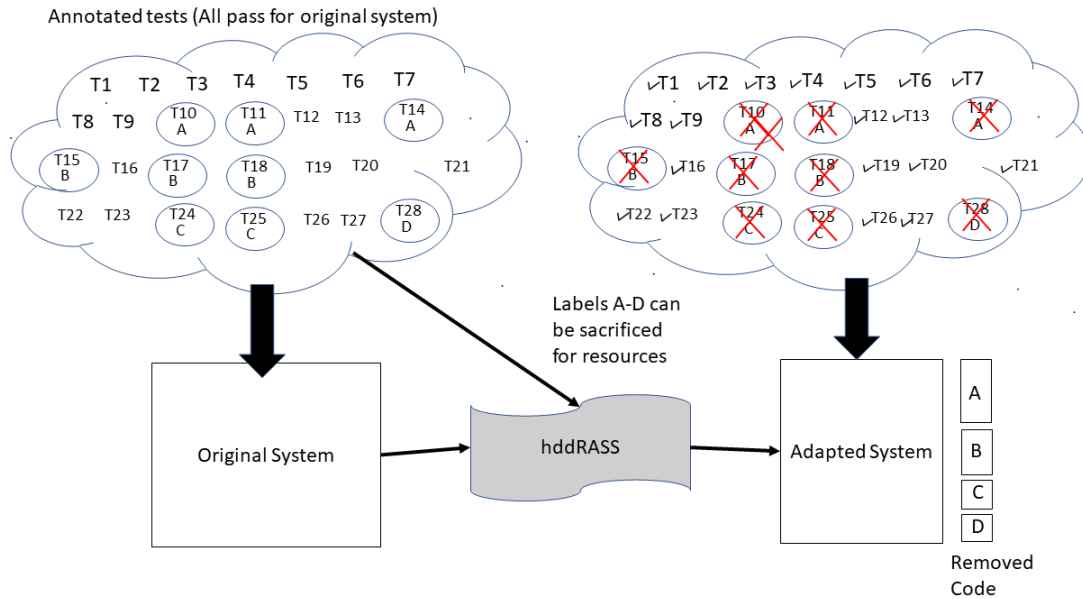 Annotated tests (All pass for original system)
T1 T2 T3 T4 T5 T6 T7
T8 T9 T10 A T11 A T12 T13 T14 A
T15 B T16 T17 B T18 B T19 T20 T21
T22 T23 T24 C T25 C T26 T27 T28 D
✓T1 ✓T2 ✓T3 ✓T4 ✓T5 ✓T6 ✓T7
✓T8 ✓T9 T10 A T11 A ✓T12 ✓T13 T14 A
T15 B ✓T16 T17 B T18 B ✓T19 ✓T20 ✓T21
✓T22 ✓T23 T24 C T25 C ✓T26 ✓T27 T28 D
Labels A-D can
be sacrificed
for resources
Original System
hddRASS
Adapted System
A
B
C
D
Removed
Code